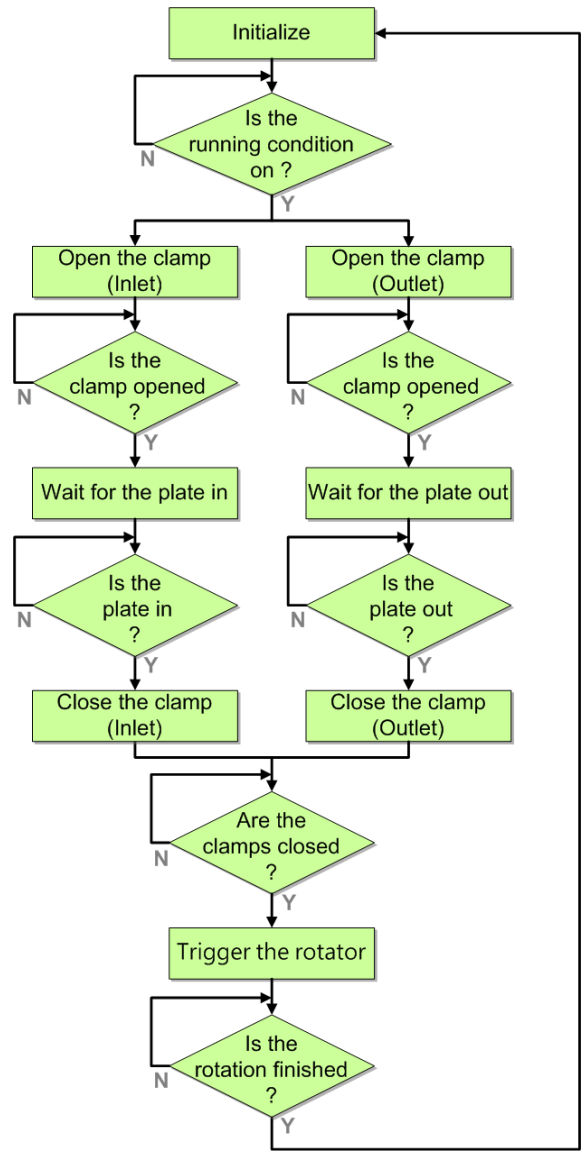 Initialize
Is the
running condition
on ?
N
Y
Open the clamp
(Inlet)
Open the clamp
(Outlet)
Is the
clamp opened
?
N
Y
Is the
clamp opened
?
N
Y
Wait for the plate in
Wait for the plate out
Is the
plate in
?
N
Y
Is the
plate out
?
N
Y
Close the clamp
(Inlet)
Close the clamp
(Outlet)
Are the
clamps closed
?
N
Y
Trigger the rotator
Is the
rotation finished
?
N
Y